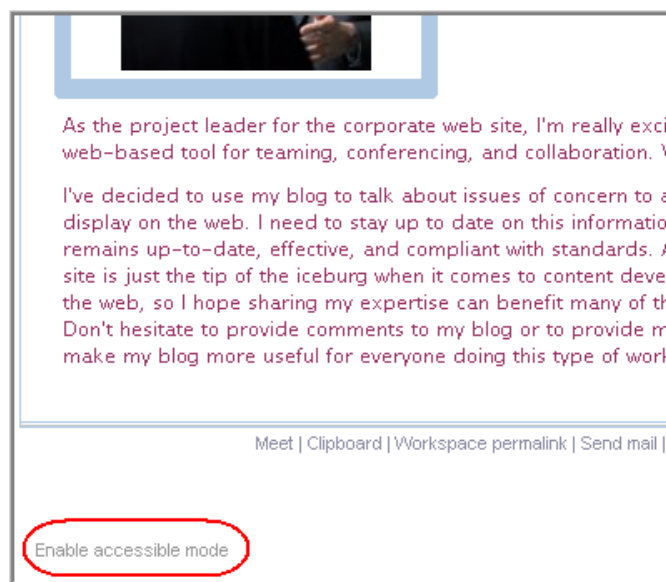 As the project leader for the corporate web site, I'm really exci
web-based tool for teaming, conferencing, and collaboration.
I've decided to use my blog to talk about issues of concern to a
display on the web. I need to stay up to date on this informatio
remains up-to-date, effective, and compliant with standards. A
site is just the tip of the iceburg when it comes to content deve
the web, so I hope sharing my expertise can benefit many of th
Don't hesitate to provide comments to my blog or to provide m
make my blog more useful for everyone doing this type of work
Meet | Clipboard | Workspace permalink | Send mail |
Enable accessible mode